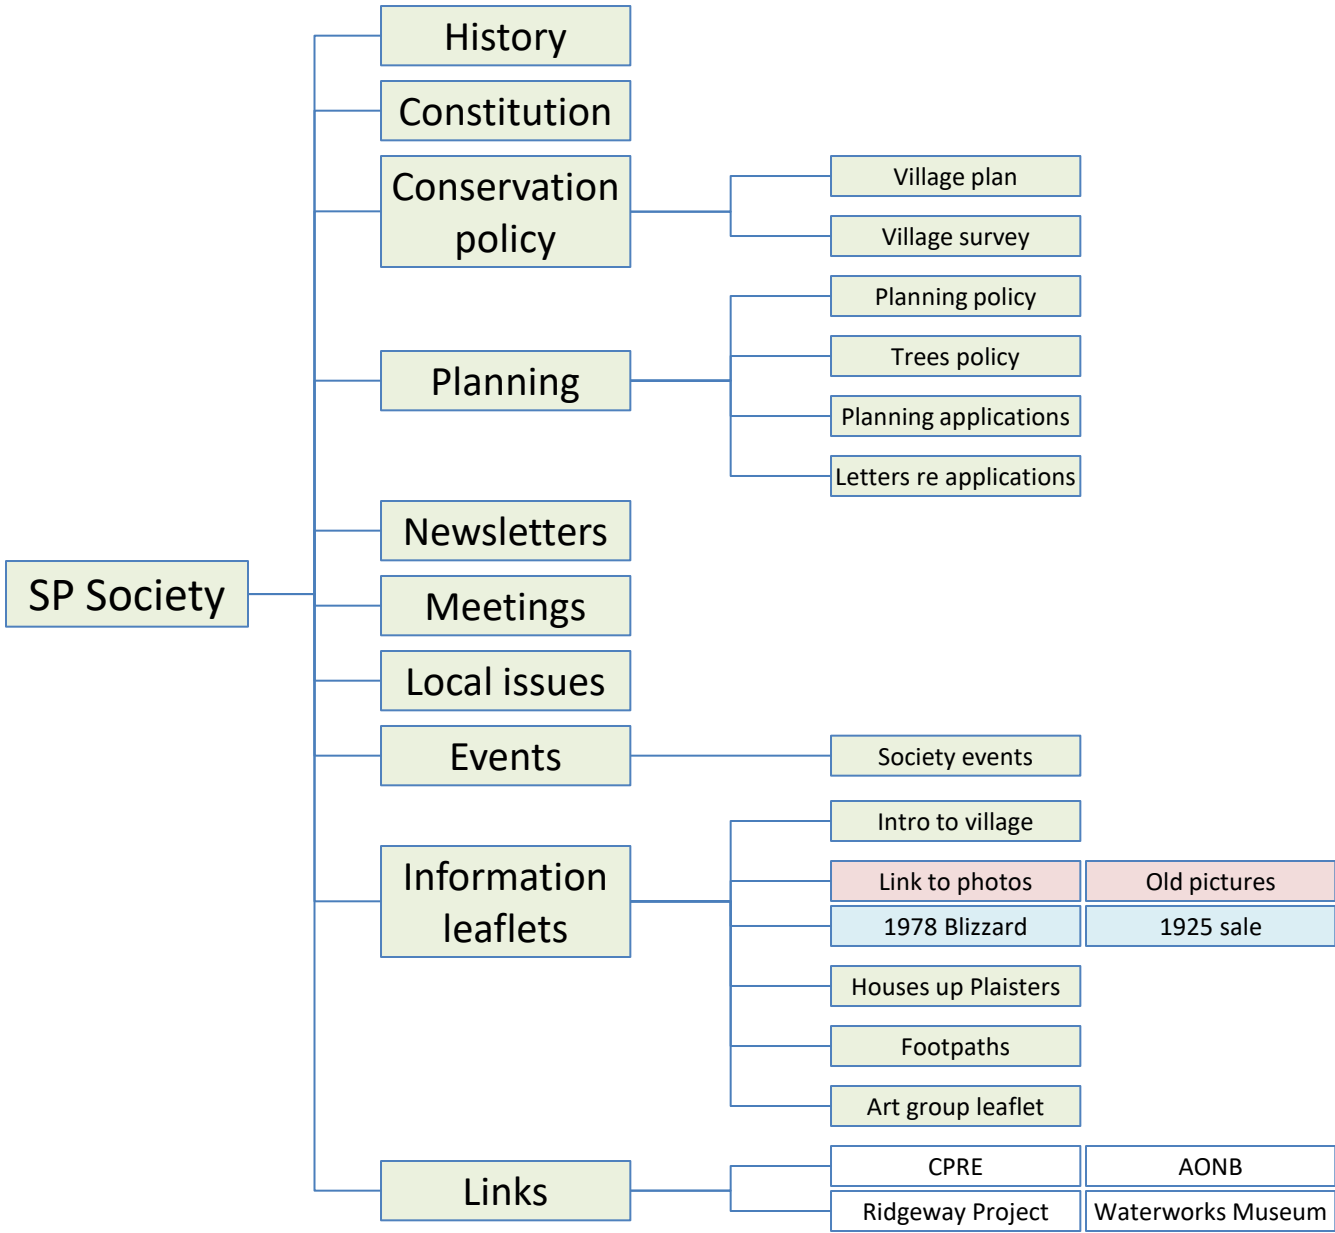 History
Constitution
Conservation
policy
Village plan
Village survey
Planning policy
Planning
Trees policy
Planning applications
Letters re applications
Newsletters
SP Society
Meetings
Local issues
Events
Society events
Information
leaflets
Intro to village
Link to photos
Old pictures
1978 Blizzard
1925 sale
Houses up Plaisters
Footpaths
Art group leaflet
Links
CPRE
AONB
Ridgeway Project
Waterworks Museum